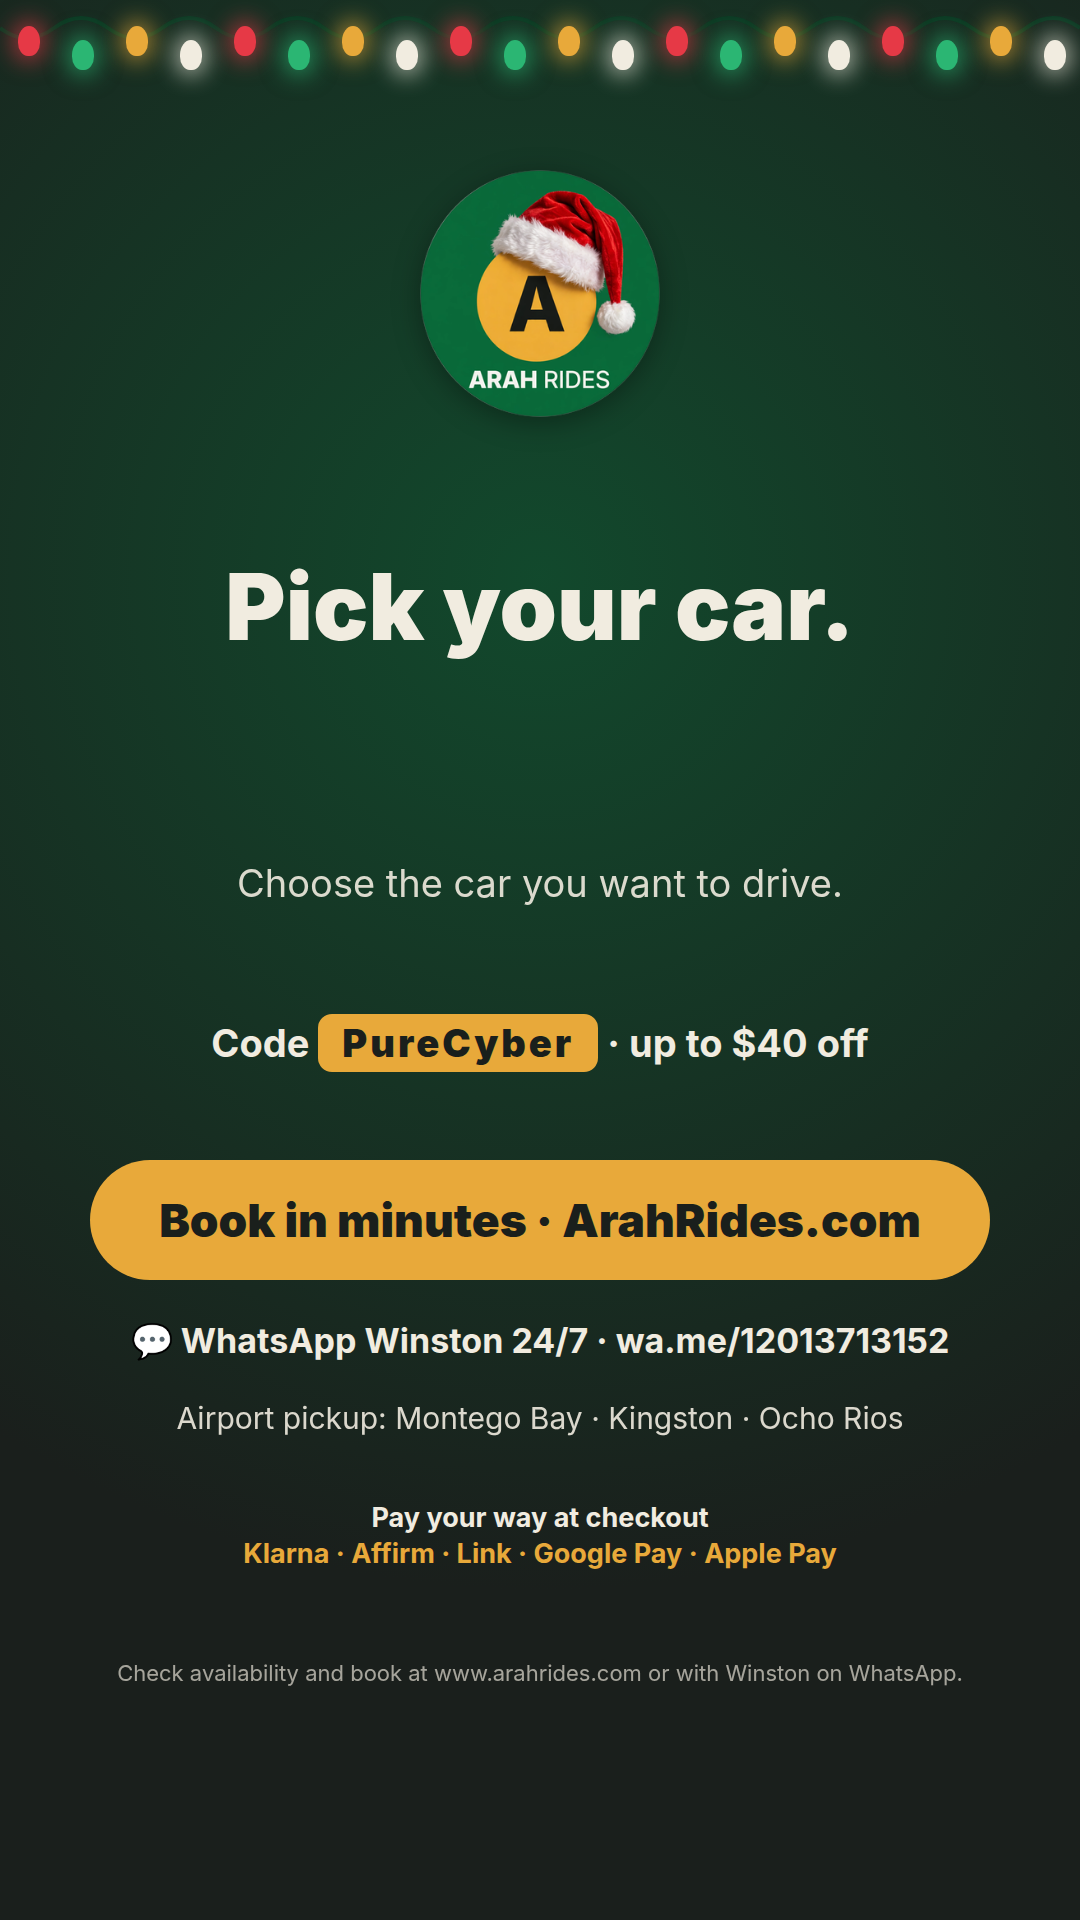 A
ARAH RIDES
Pick your car.
Choose the car you want to drive.
Code PureCyber · up to $40 off
Book in minutes · ArahRides.com
💬 WhatsApp Winston 24/7 · wa.me/12013713152
Airport pickup: Montego Bay · Kingston · Ocho Rios
Pay your way at checkout
Klarna · Affirm · Link · Google Pay · Apple Pay
Check availability and book at www.arahrides.com or with Winston on WhatsApp.